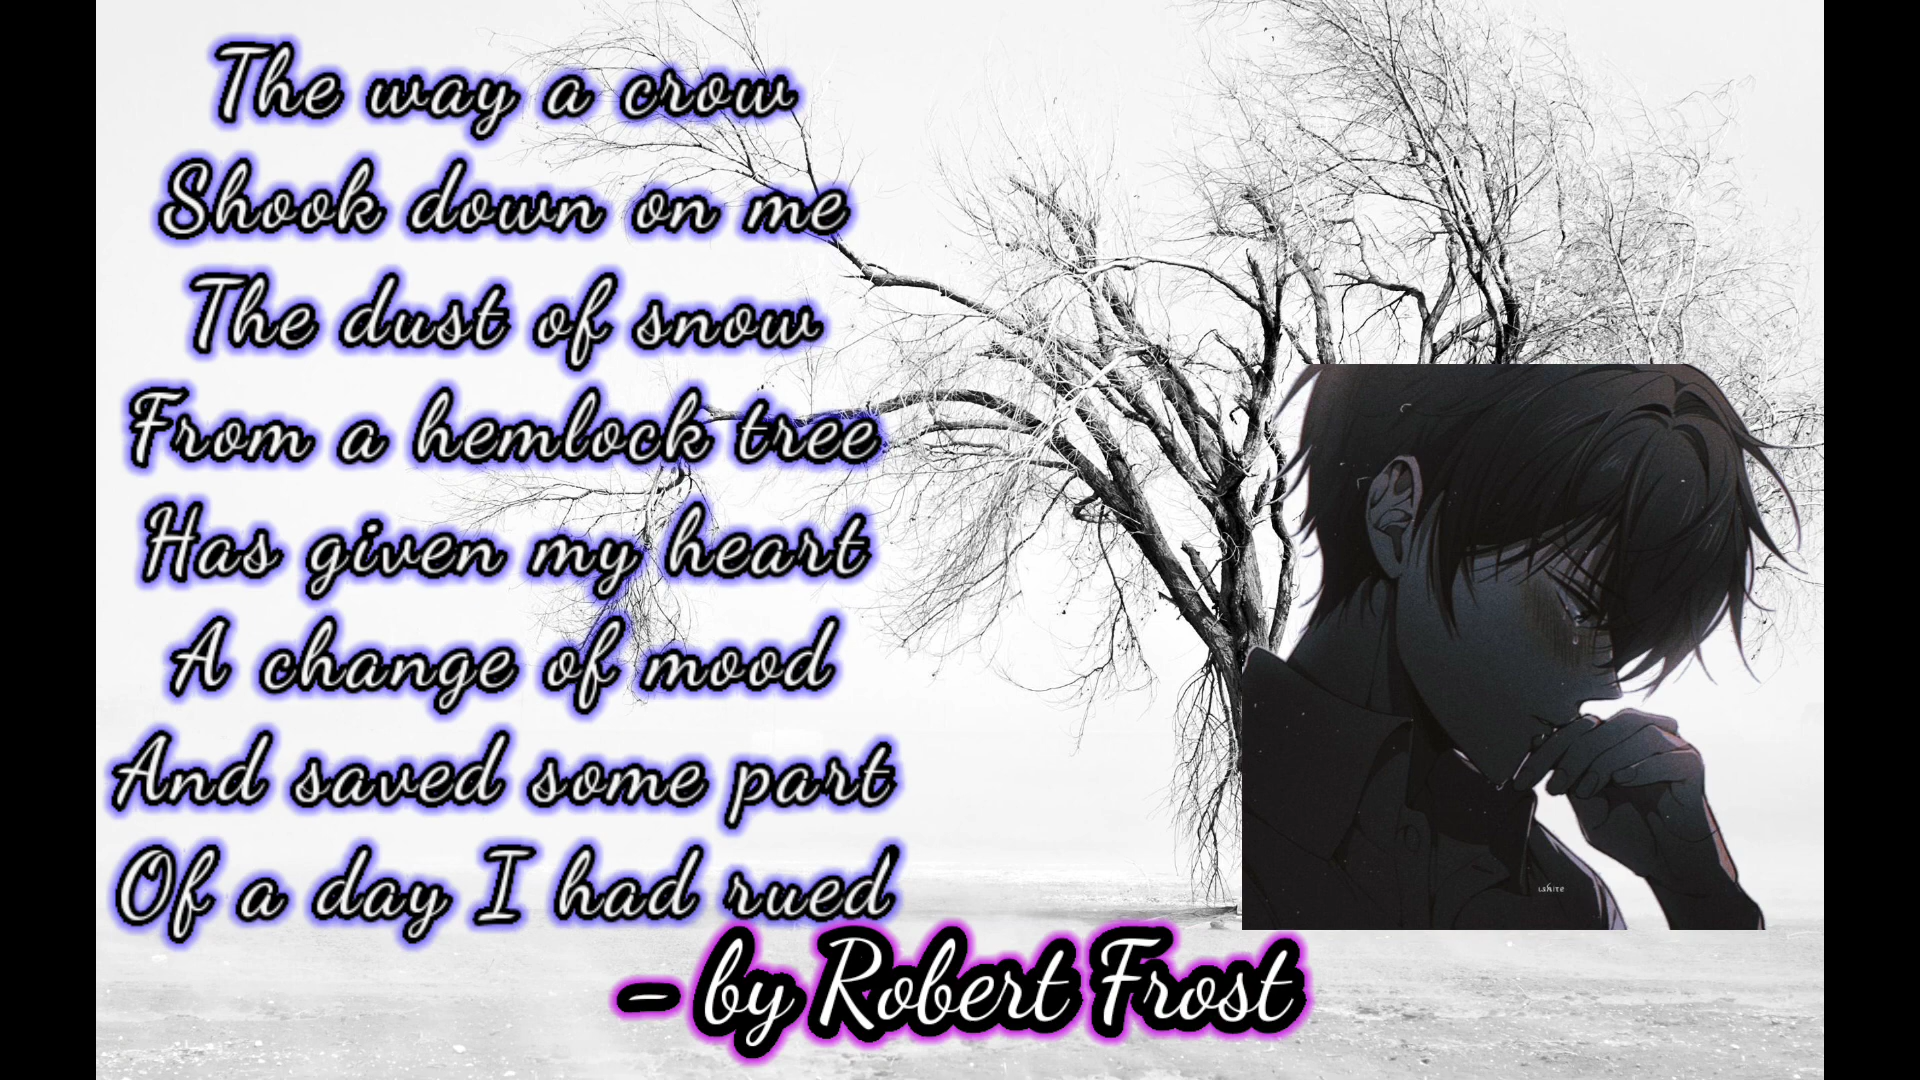 The way a crow
Shook down on me
The dust of snow
From a hemlock tree
Has given my heart
A change of mood
And saved some part
Of a day I had rued
– by Robert Frost